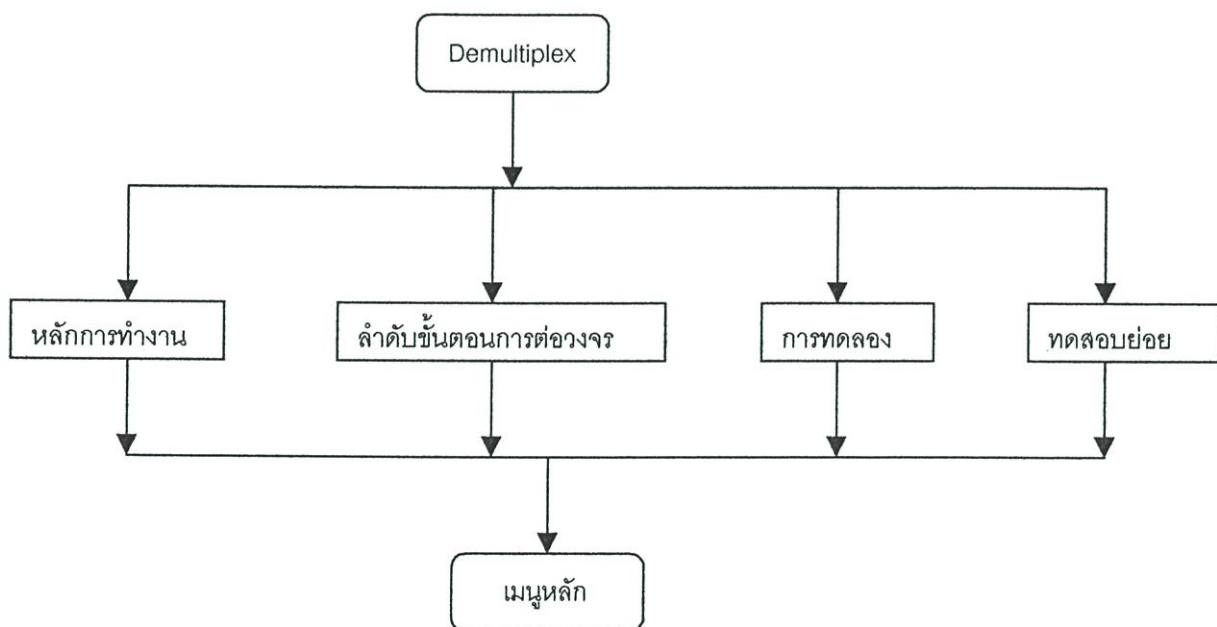 Demultiplex
หลักการทำงาน
ลำดับขั้นตอนการต่อวงจร
การทดลอง
ทดสอบย่อย
เมนูหลัก